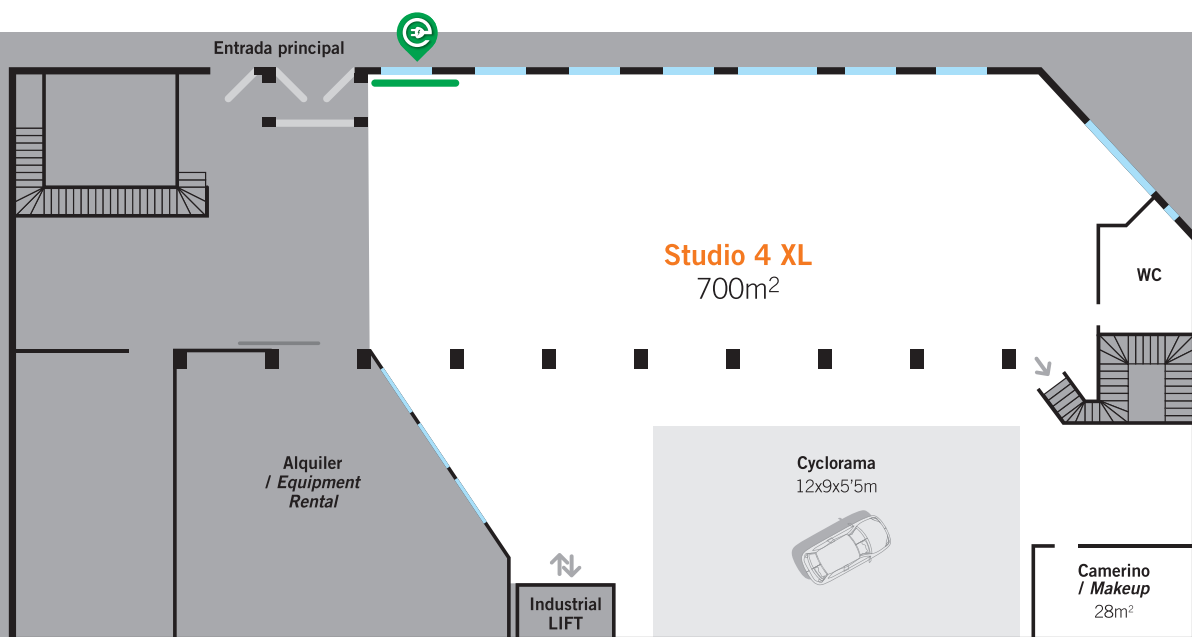 Entrada principal
Studio 4 XL
700m²
WC
Alquiler
/ Equipment
Rental
Cyclorama
12x9x5’5m
Industrial
LIFT
Camerino
/ Makeup
28m²